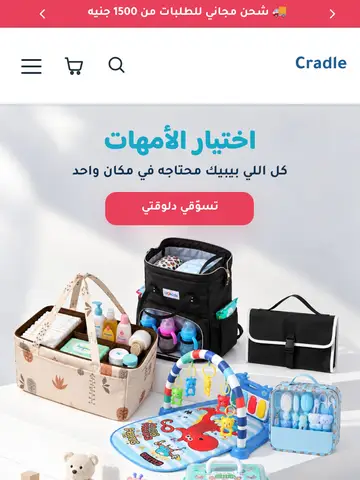 🚚 شحن مجاني للطلبات من 1500 جنيه
Cradle
اختيار الأمهات
كل اللي بيبيك محتاجه في مكان واحد
تسوّقي دلوقتي